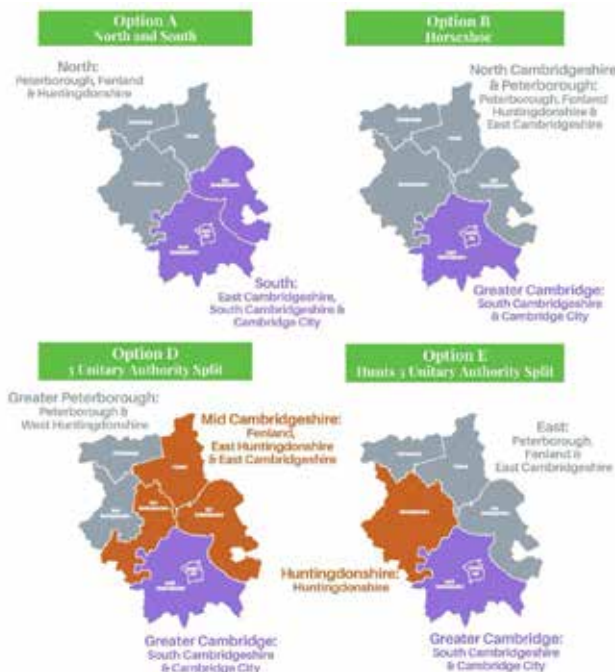 Option A
North and South
North:
Peterborough, Fenland
& Huntingdonshire
South:
East Cambridgeshire,
South Cambridgeshire &
Cambridge City
Option B
Horseshoe
North Cambridgeshire
& Peterborough:
Peterborough, Fenland
Huntingdonshire &
East Cambridgeshire
Greater Cambridge:
South Cambridgeshire
& Cambridge City
Option D
3 Unitary Authority Split
Greater Peterborough:
Peterborough &
West Huntingdonshire
Mid Cambridgeshire:
Fenland,
East Huntingdonshire
& East Cambridgeshire
Greater Cambridge:
South Cambridgeshire
& Cambridge City
Option E
Hunts 3 Unitary Authority Split
East:
Peterborough,
Fenland &
East Cambridgeshire
Huntingdonshire:
Huntingdonshire
Greater Cambridge:
South Cambridgeshire
& Cambridge City